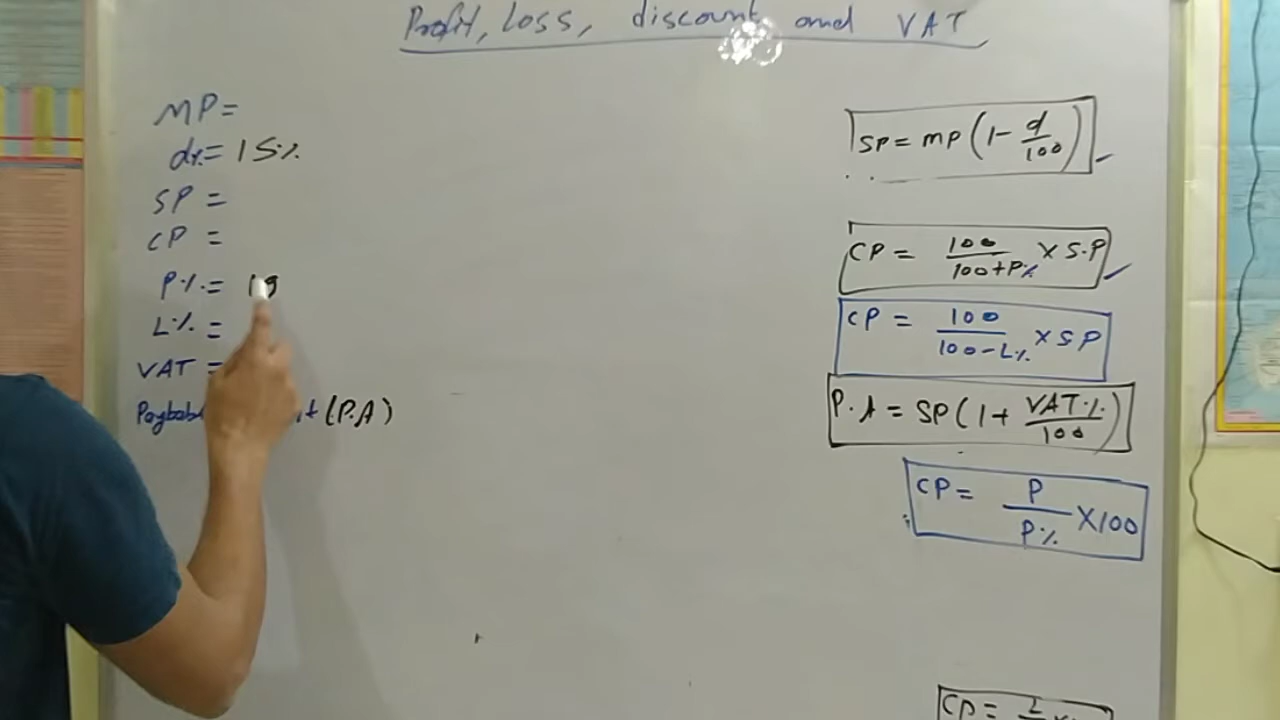 Profit, Loss, discount and VAT
MP=
d%= 15%
SP =
CP =
P%=
L% =
VAT =
(P.A)
SP = MP (1- d/100)
CP = 100/100+P% × S.P
CP = 100/100-L% × SP
P.A = SP (1+ VAT%/100)
CP = P/P% ×100
CP =